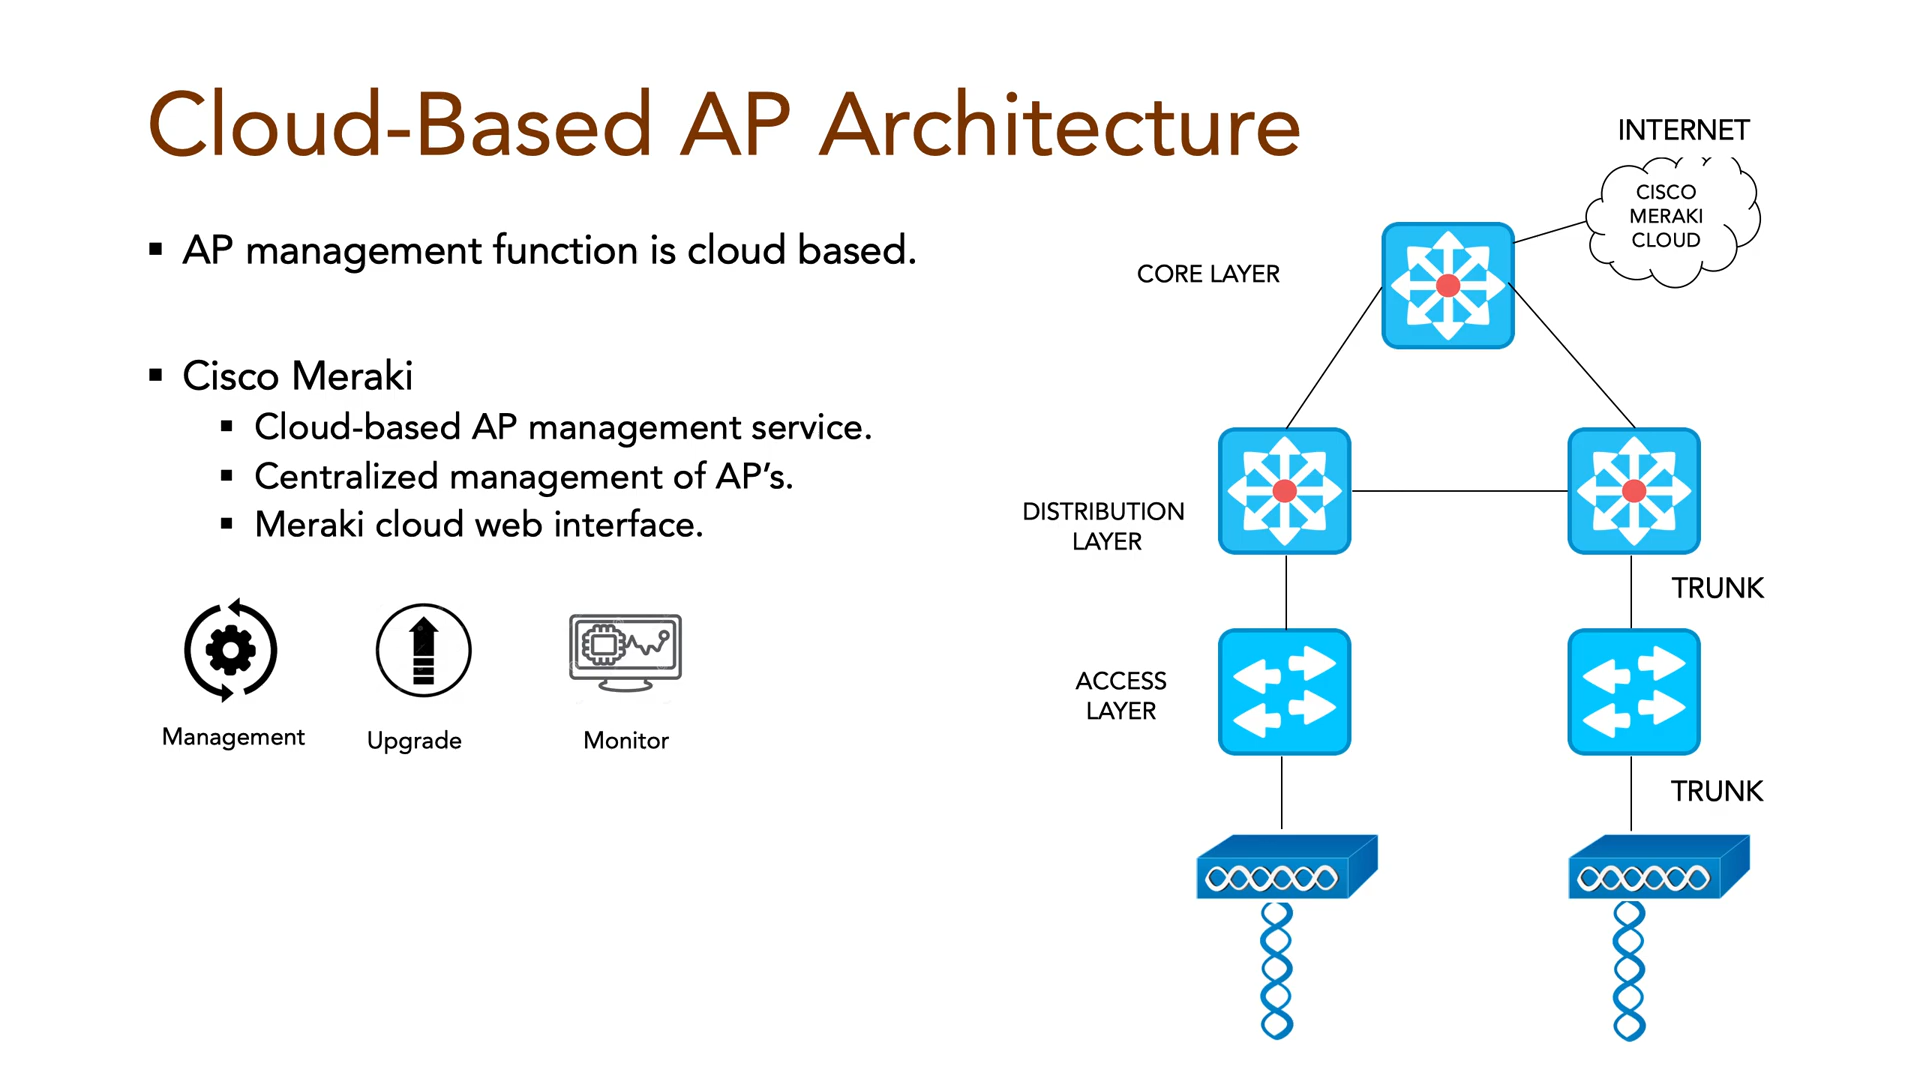 Cloud-Based AP Architecture
▪ AP management function is cloud based.
▪ Cisco Meraki
▪ Cloud-based AP management service.
▪ Centralized management of AP’s.
▪ Meraki cloud web interface.
Management
Upgrade
Monitor
INTERNET
CISCO
MERAKI
CLOUD
CORE LAYER
DISTRIBUTION
LAYER
TRUNK
ACCESS
LAYER
TRUNK